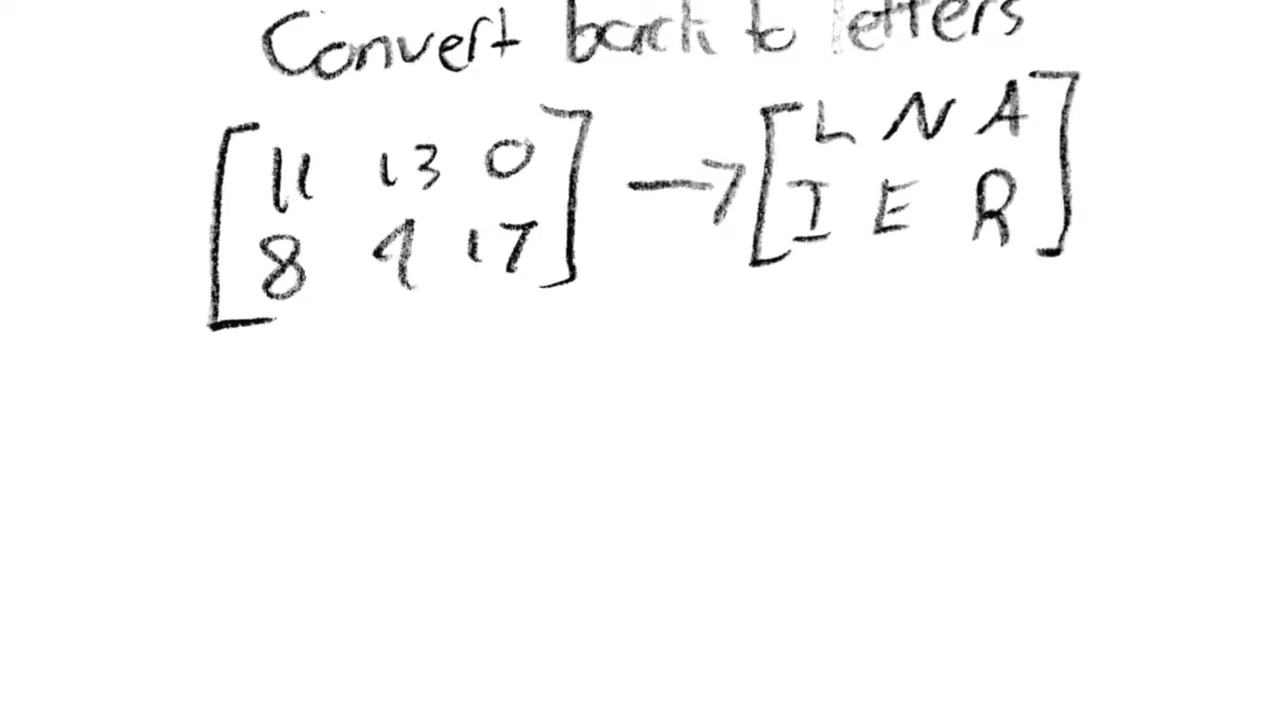 Convert back to letters
[11 13 0] → [L N A]
[8 4 17] [I E R]